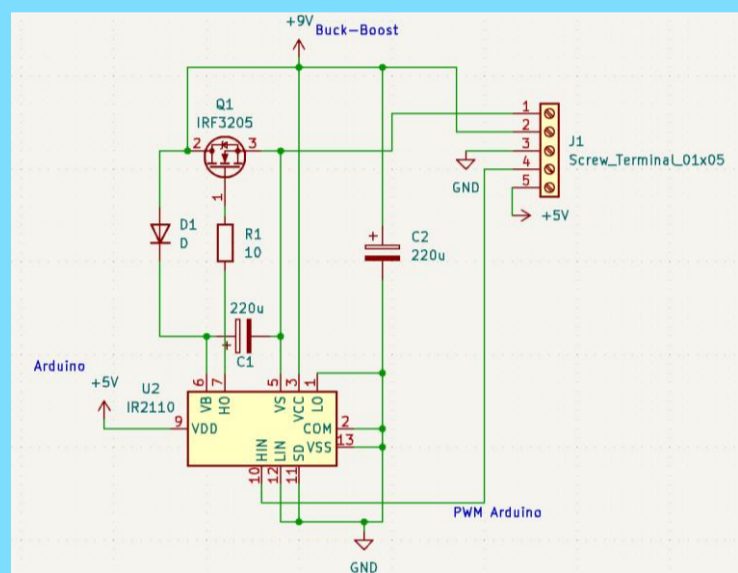 +9V
Buck-Boost
Q1
IRF3205
2
3
1
1
2
3
4
5
J1
Screw_Terminal_01x05
GND
+5V
D1
D
R1
10
+
C2
220u
220u
+
C1
Arduino
+5V
U2
IR2110
6
7
5
3
1
VB
HO
VS
VCC
LO
9
VDD
COM
2
VSS
13
HIN
LIN
SD
10
12
11
PWM Arduino
GND